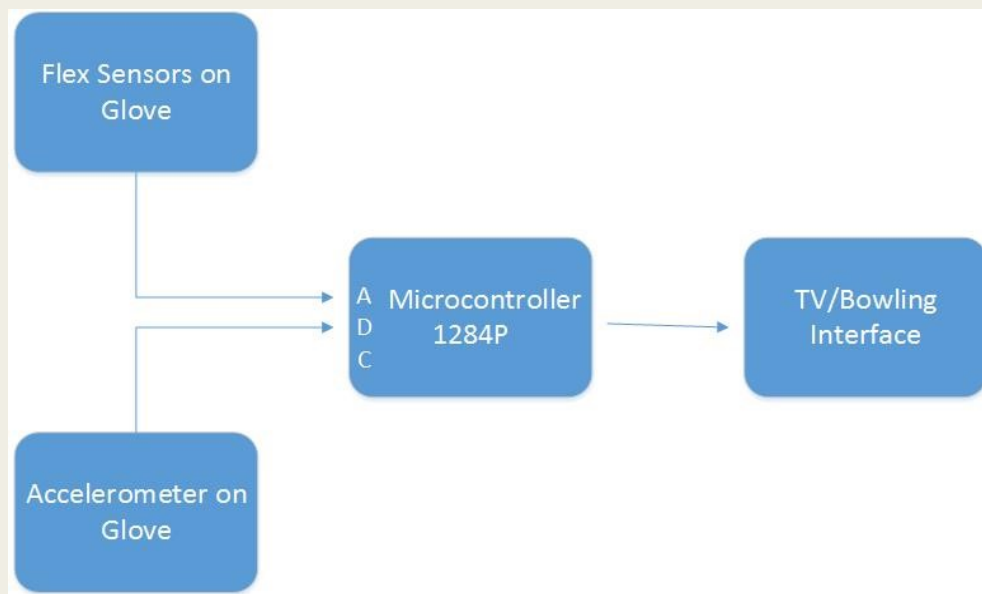 Flex Sensors on
Glove
A
D
C
Microcontroller
1284P
TV/Bowling
Interface
Accelerometer on
Glove